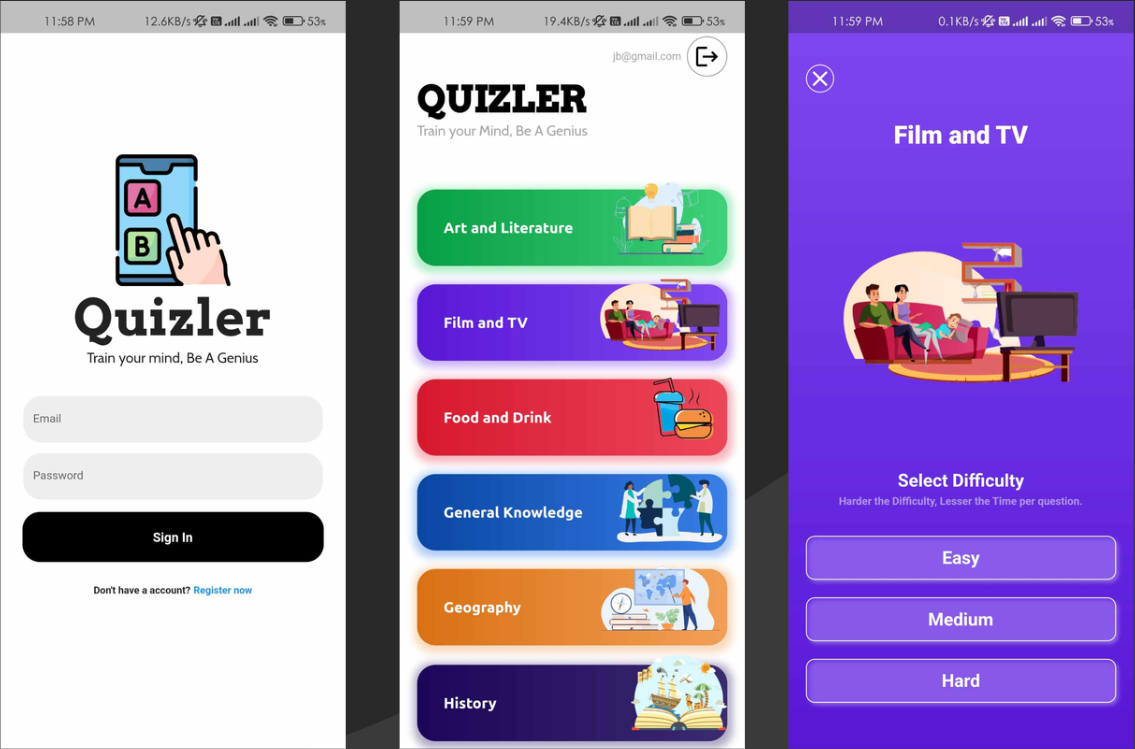 11:58 PM 12.6KB/s 53%
A
B
Quizler
Train your mind, Be A Genius
Email
Password
Sign In
Don't have a account? Register now
11:59 PM 19.4KB/s 53%
jb@gmail.com
QUIZLER
Train your Mind, Be A Genius
Art and Literature
Film and TV
Food and Drink
General Knowledge
Geography
History
11:59 PM 0.1KB/s 53%
Film and TV
Select Difficulty
Harder the Difficulty, Lesser the Time per question.
Easy
Medium
Hard